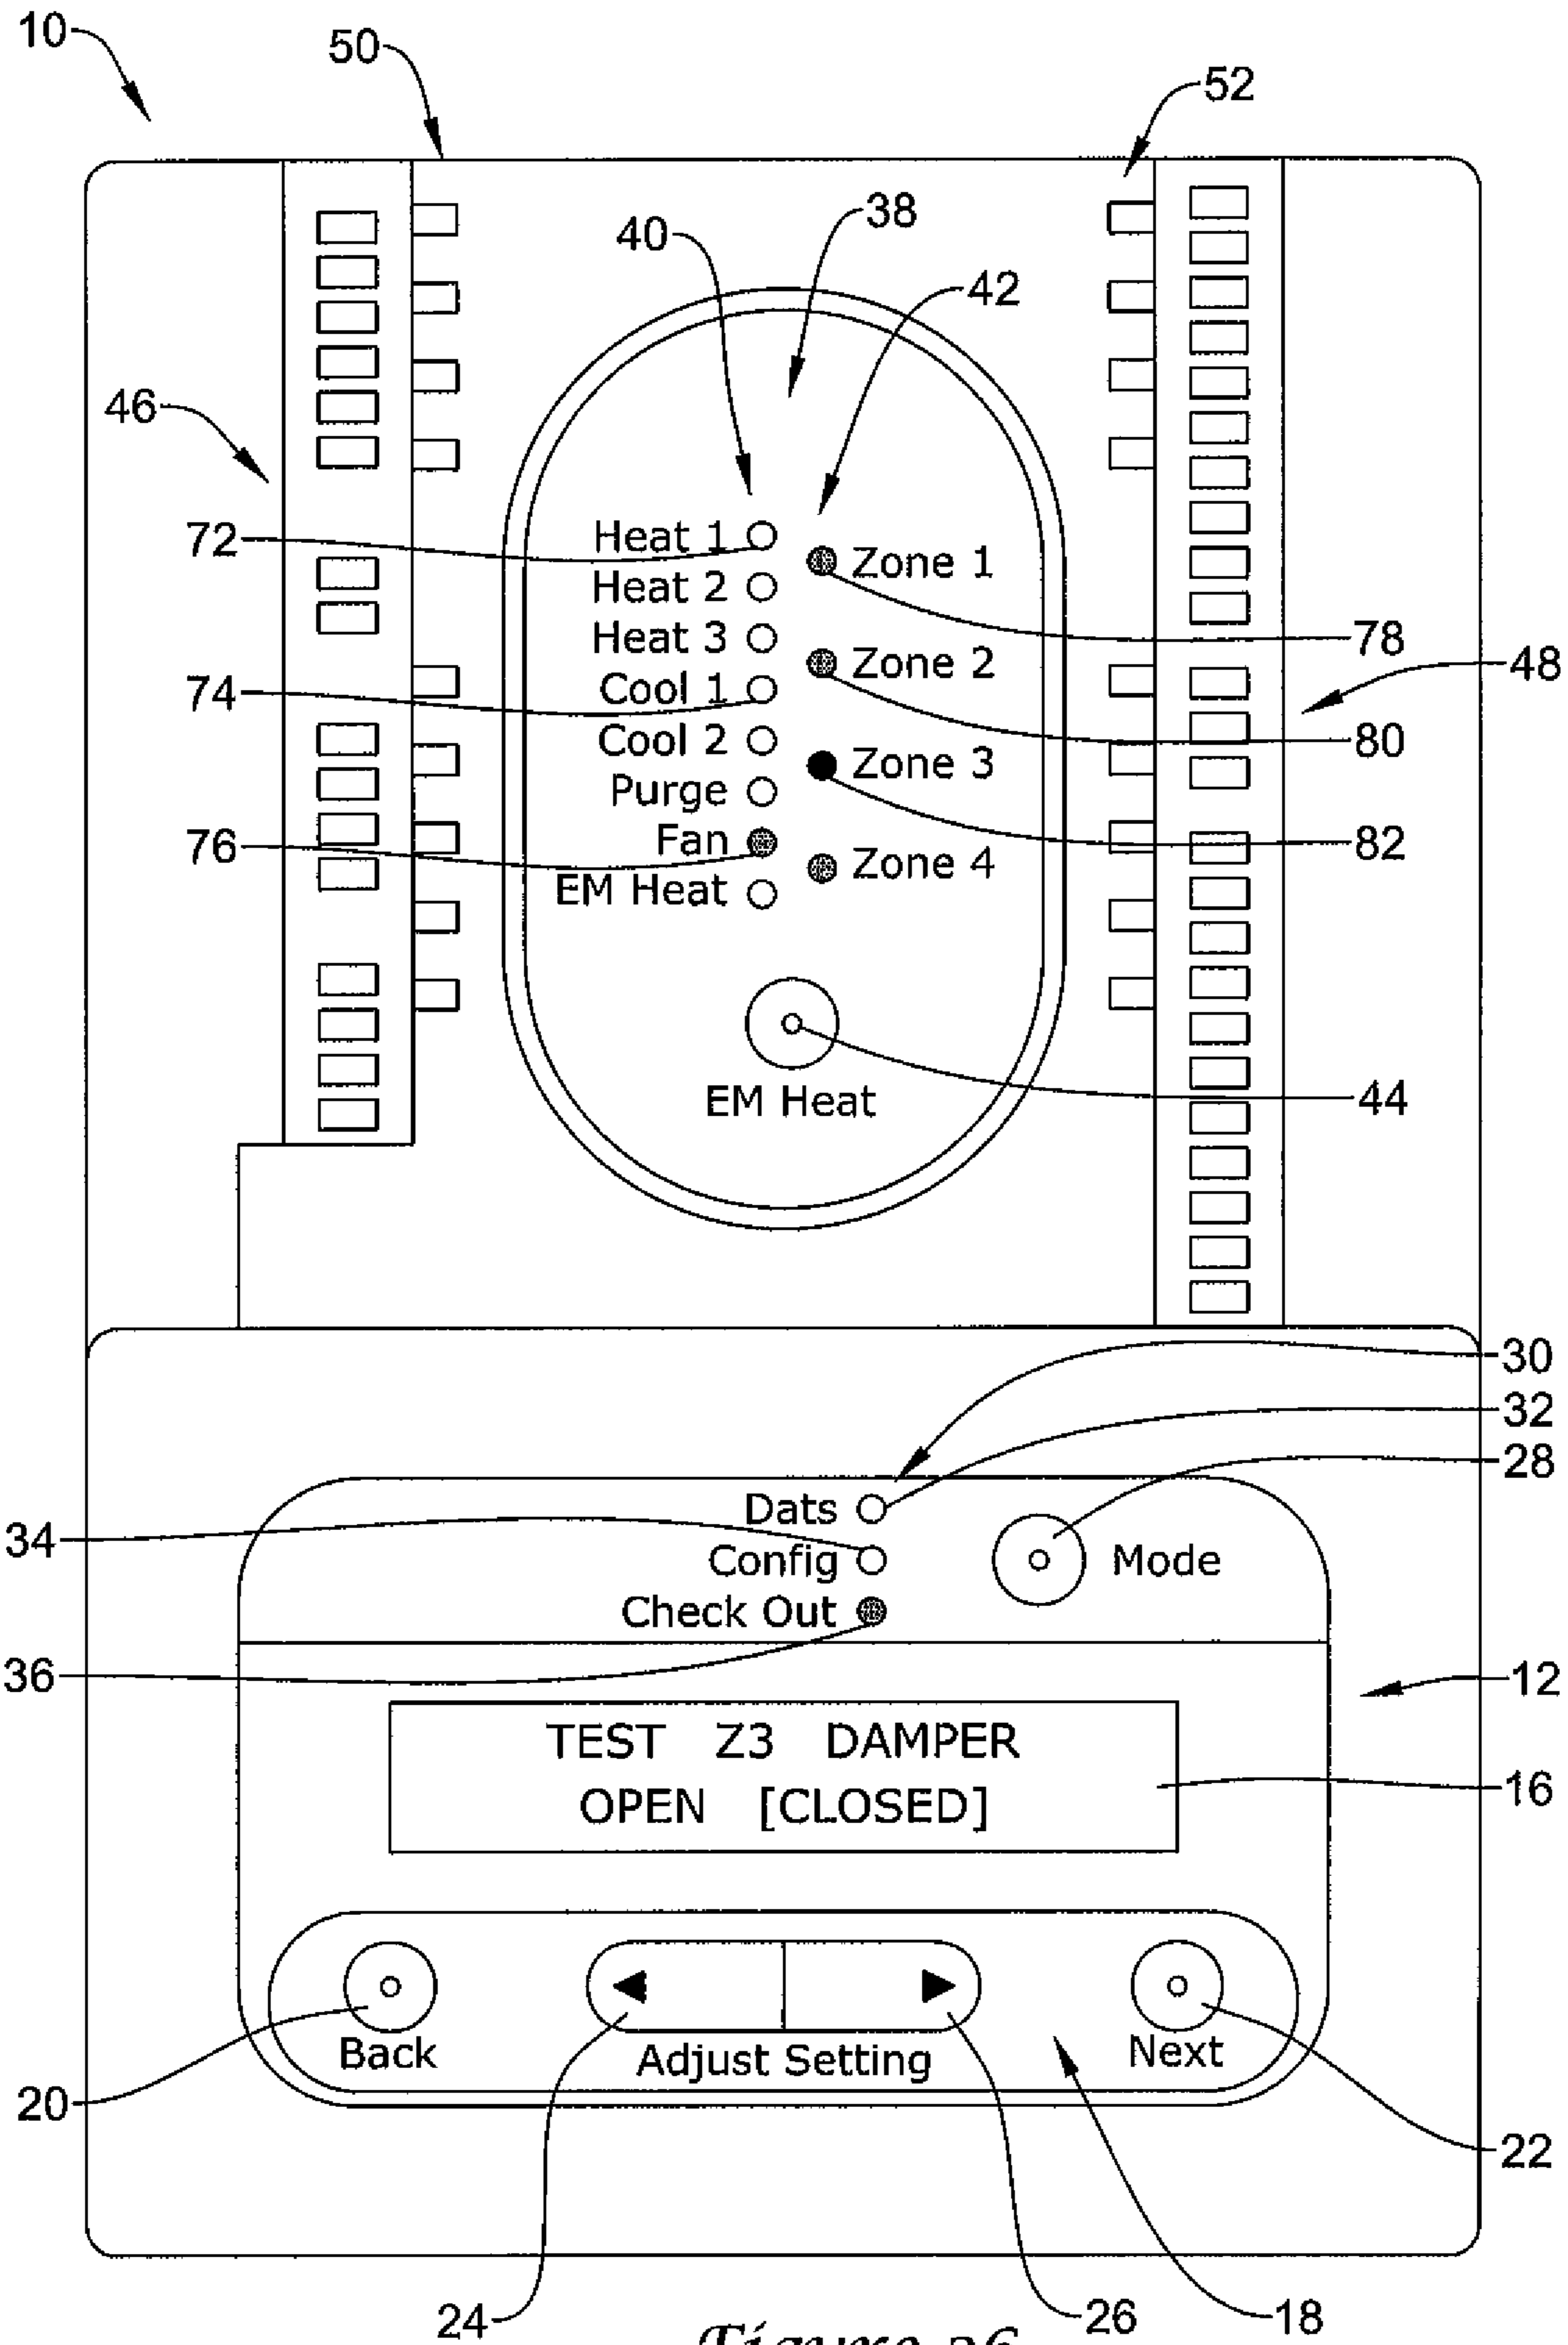 10
50
52
38
40
42
46
72
Heat 1
Zone 1
Heat 2
78
Heat 3
Zone 2
48
74
Cool 1
80
Cool 2
Zone 3
Purge
82
76
Fan
Zone 4
EM Heat
44
EM Heat
30
32
28
Dats
34
Config
Mode
Check Out
36
12
TEST Z3 DAMPER
OPEN [CLOSED]
16
Back
Adjust Setting
Next
20
22
24
26
18